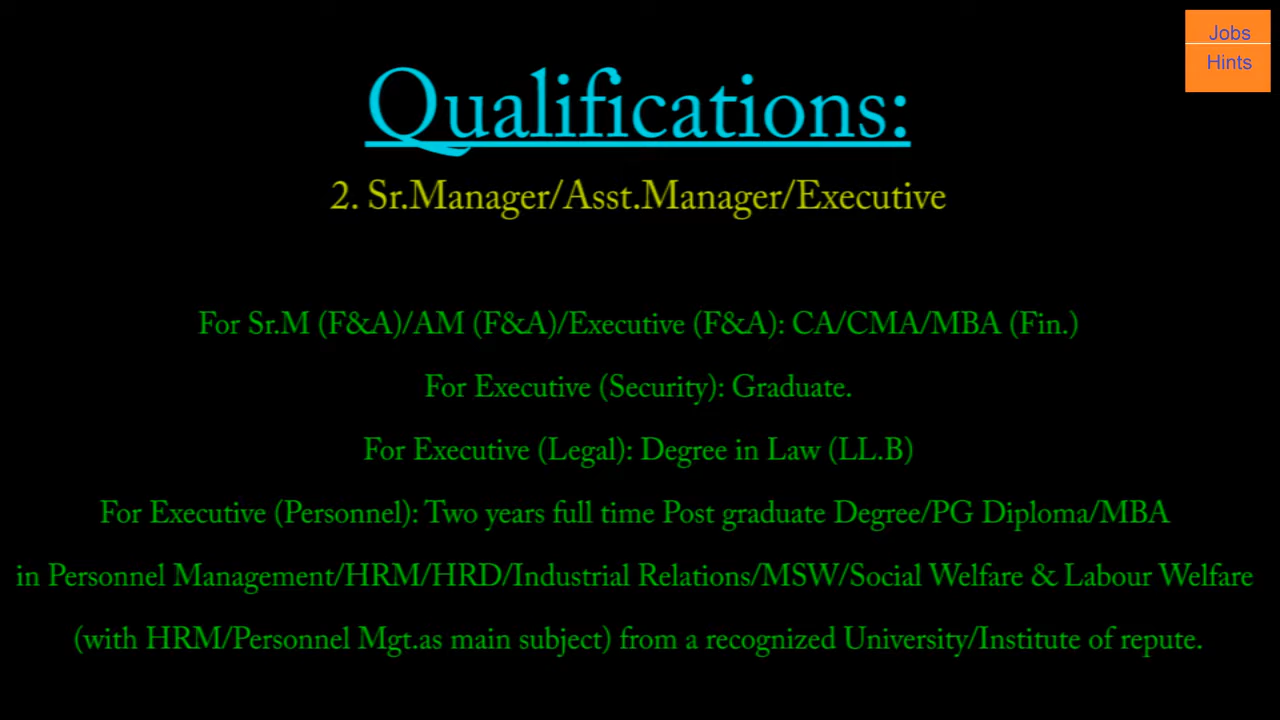 Jobs
Hints
Qualifications:
2. Sr.Manager/Asst.Manager/Executive
For Sr.M (F&A)/AM (F&A)/Executive (F&A): CA/CMA/MBA (Fin.)
For Executive (Security): Graduate.
For Executive (Legal): Degree in Law (LL.B)
For Executive (Personnel): Two years full time Post graduate Degree/PG Diploma/MBA
in Personnel Management/HRM/HRD/Industrial Relations/MSW/Social Welfare & Labour Welfare
(with HRM/Personnel Mgt.as main subject) from a recognized University/Institute of repute.